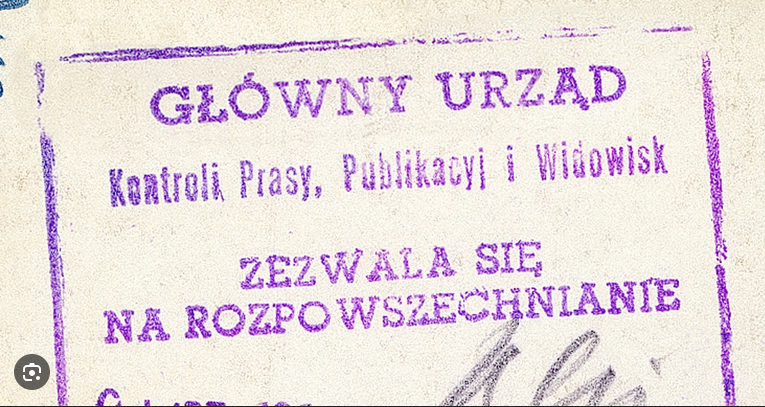 GŁÓWNY URZĄD
Kontroli Prasy, Publikacyj i Widowisk
ZEZWALA SIĘ
NA ROZPOWSZECHNIANIE